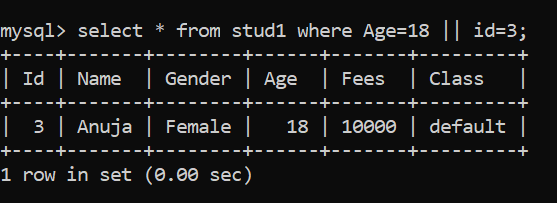 mysql> select * from stud1 where Age=18 || id=3;
+----+-------+--------+------+-------+---------+
| Id | Name  | Gender | Age  | Fees  | Class   |
+----+-------+--------+------+-------+---------+
|  3 | Anuja | Female |   18 | 10000 | default |
+----+-------+--------+------+-------+---------+
1 row in set (0.00 sec)